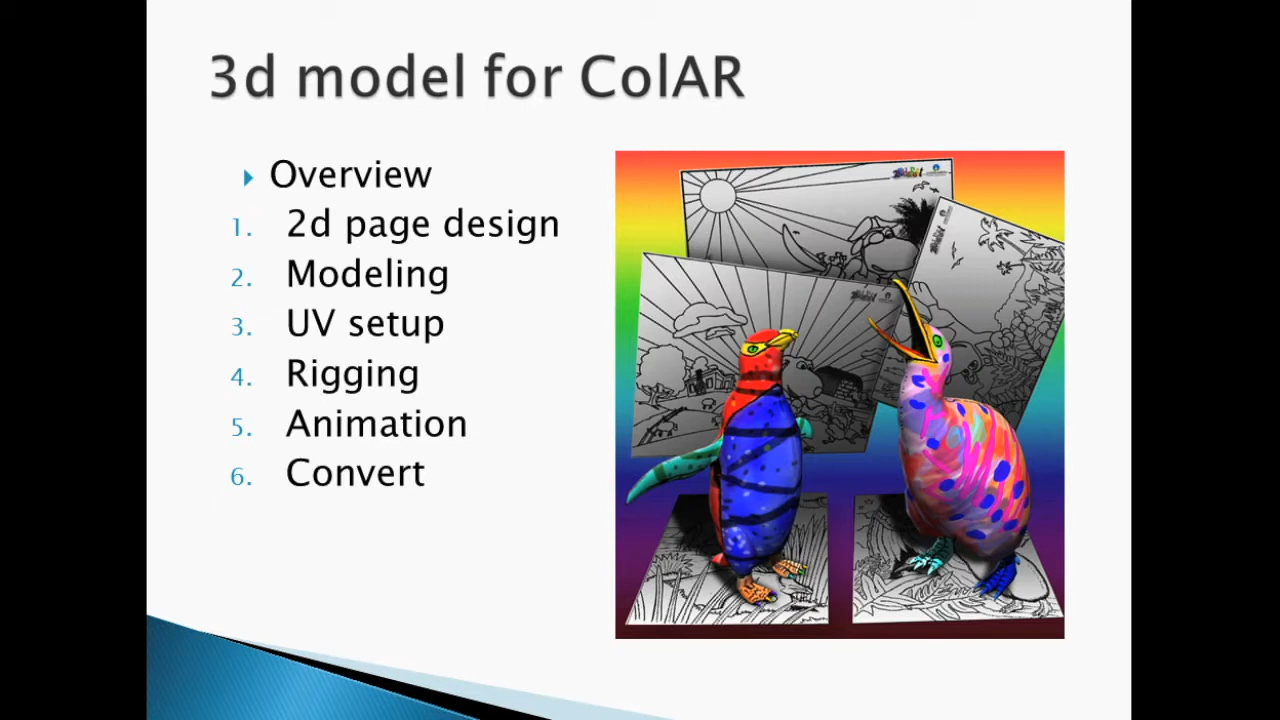 3d model for ColAR
Overview
1. 2d page design
2. Modeling
3. UV setup
4. Rigging
5. Animation
6. Convert